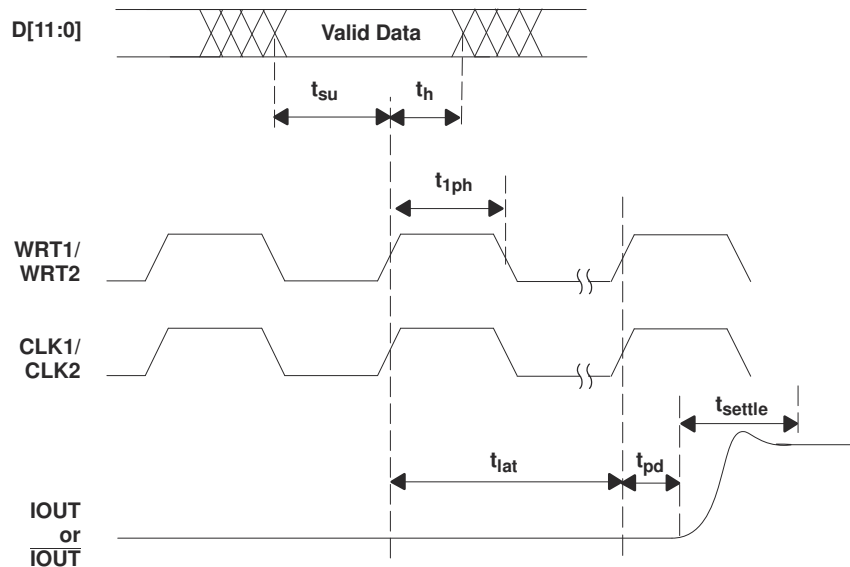 D[11:0]
Valid Data
tsu
th
t1ph
WRT1/
WRT2
CLK1/
CLK2
tsettle
tlat
tpd
IOUT
or
IOUT